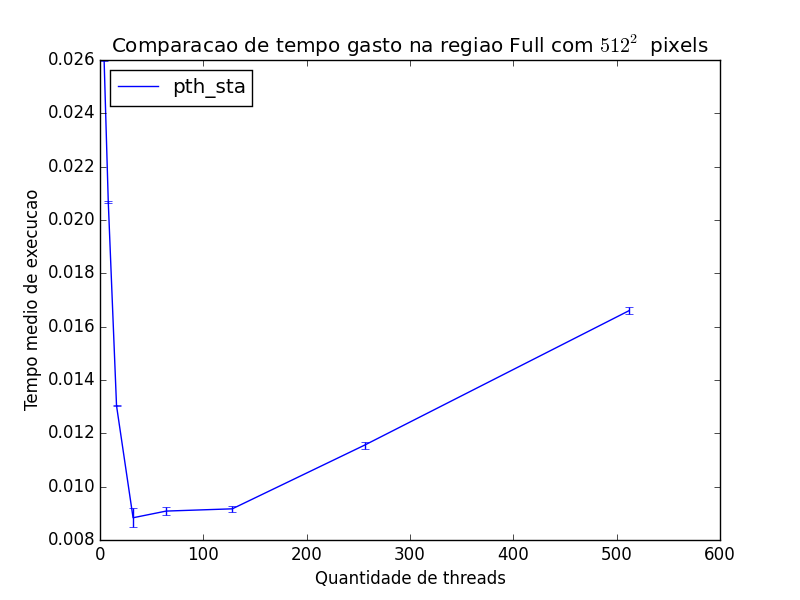 Comparacao de tempo gasto na regiao Full com 512² pixels
pth_sta
0.026
0.024
0.022
0.020
0.018
0.016
0.014
0.012
0.010
0.008
Tempo medio de execucao
0 100 200 300 400 500 600
Quantidade de threads